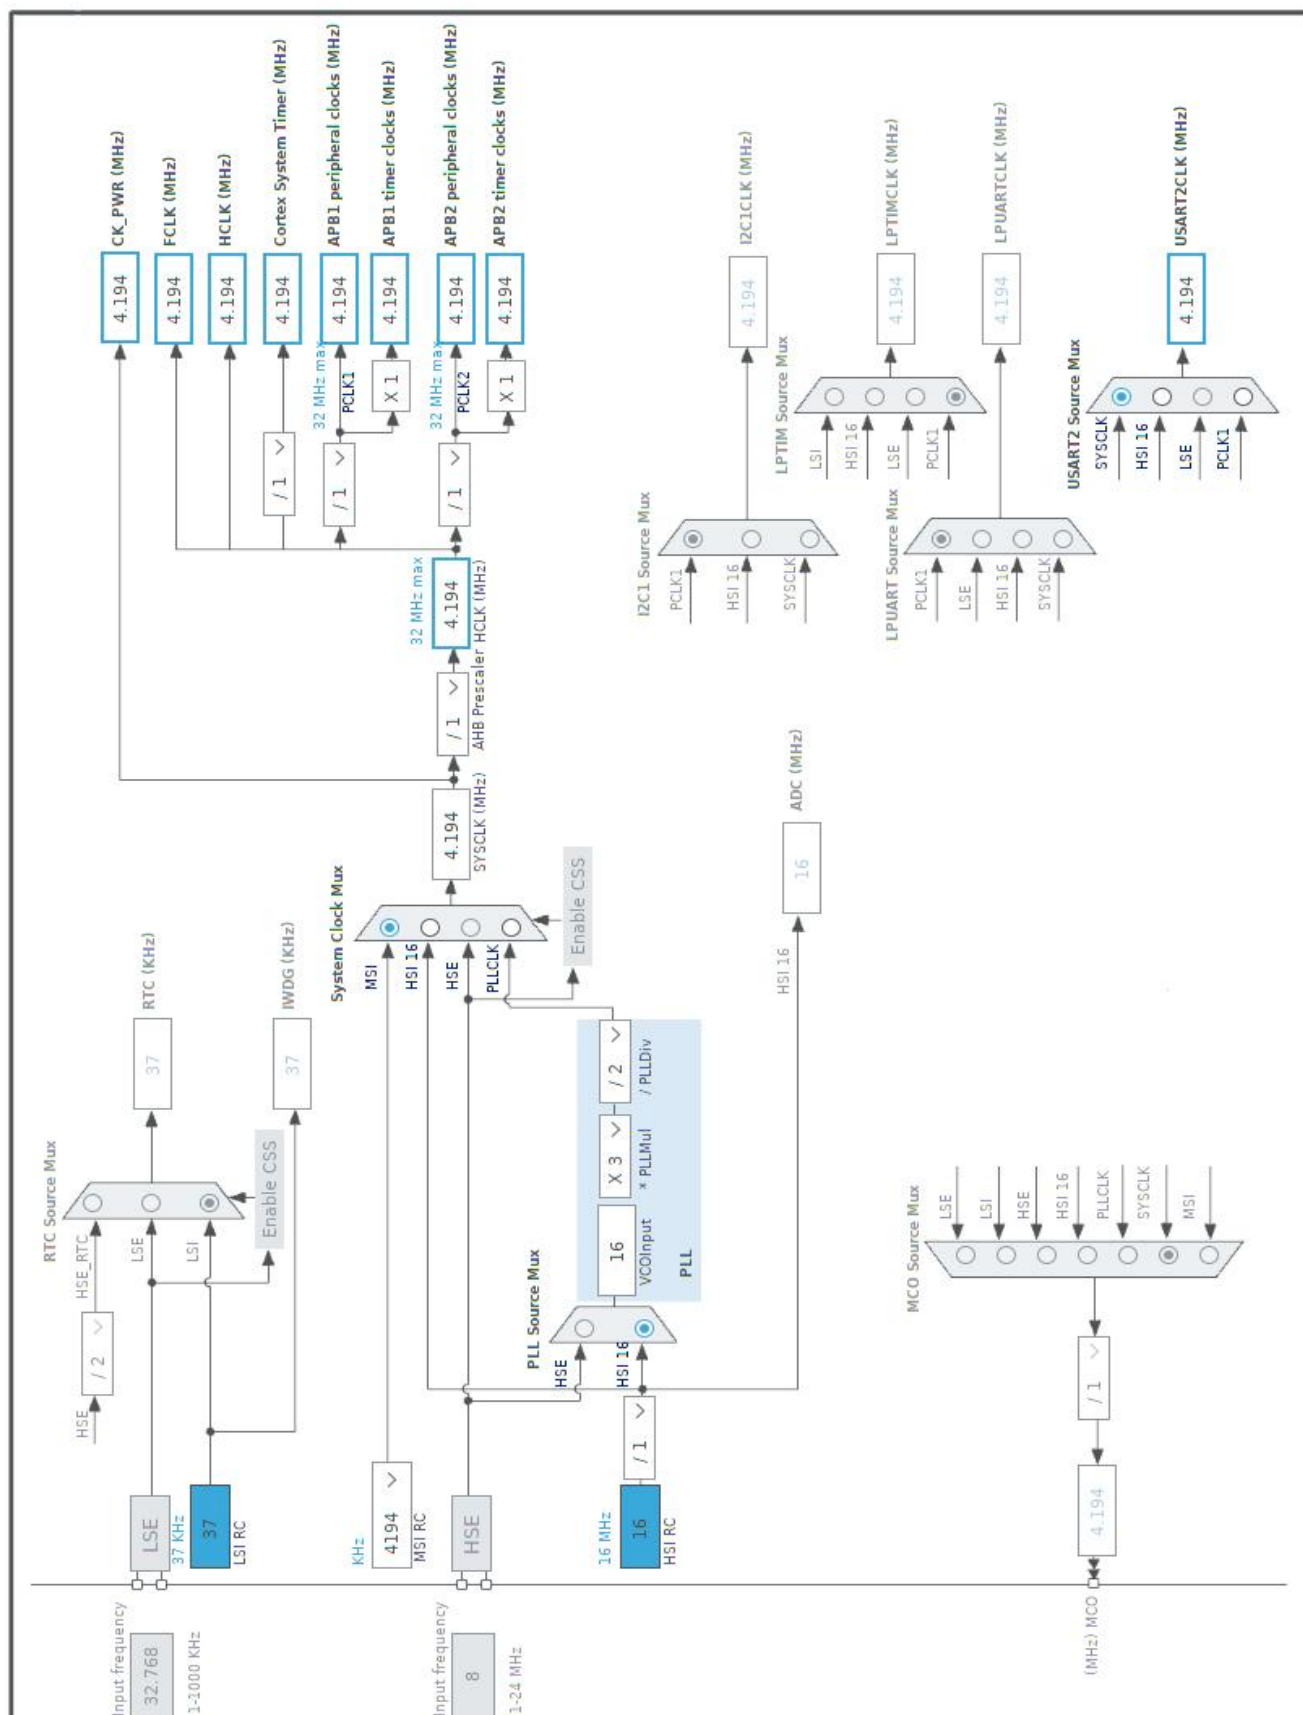 Input frequency
32.768
1-1000 KHz
LSE
37 KHz
37
LSI RC
HSE
/ 2
HSE_RTC
LSE
LSI
RTC Source Mux
Enable CSS
37
RTC (KHz)
37
IWDG (KHz)
KHz
4194
MSI RC
Input frequency
8
1-24 MHz
HSE
16 MHz
16
HSI RC
/ 1
PLL Source Mux
HSE
HSI 16
16
VCOInput
X 3
* PLLMul
/ 2
/ PLLDiv
PLL
System Clock Mux
MSI
HSI 16
HSE
PLLCLK
Enable CSS
4.194
SYSCLK (MHz)
/ 1
AHB Prescaler
32 MHz max
4.194
HCLK (MHz)
4.194
CK_PWR (MHz)
4.194
FCLK (MHz)
4.194
HCLK (MHz)
/ 1
4.194
Cortex System Timer (MHz)
/ 1
32 MHz max
PCLK1
4.194
APB1 peripheral clocks (MHz)
X 1
4.194
APB1 timer clocks (MHz)
/ 1
32 MHz max
PCLK2
4.194
APB2 peripheral clocks (MHz)
X 1
4.194
APB2 timer clocks (MHz)
HSI 16
16
ADC (MHz)
I2C1 Source Mux
PCLK1
HSI 16
SYSCLK
4.194
I2C1CLK (MHz)
LPTIM Source Mux
LSI
HSI 16
LSE
PCLK1
4.194
LPTIMCLK (MHz)
LPUART Source Mux
PCLK1
LSE
HSI 16
SYSCLK
4.194
LPUARTCLK (MHz)
USART2 Source Mux
SYSCLK
HSI 16
LSE
PCLK1
4.194
USART2CLK (MHz)
MCO Source Mux
LSE
LSI
HSE
HSI 16
PLLCLK
SYSCLK
MSI
/ 1
4.194
(MHz) MCO